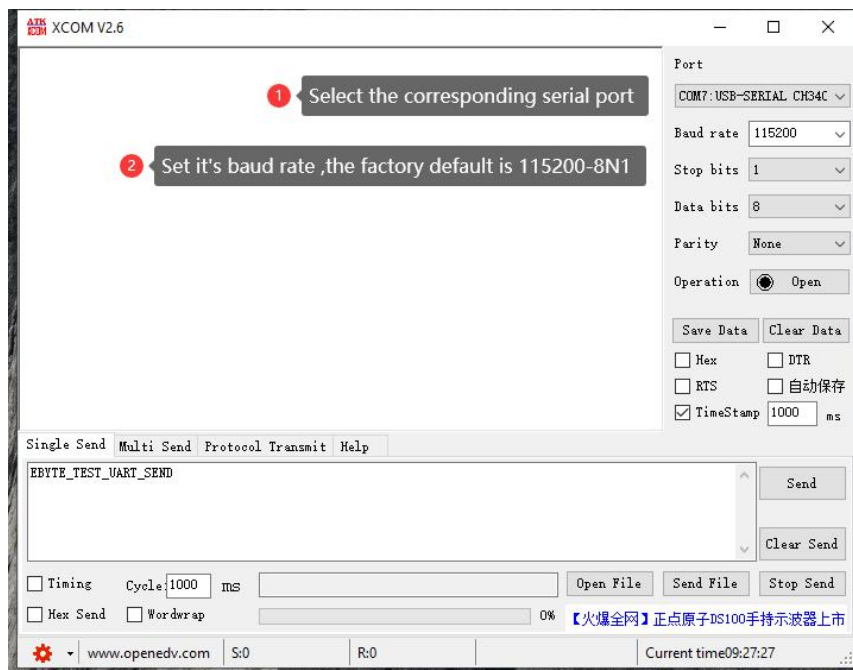 ATK XCOM XCOM V2.6
1 Select the corresponding serial port
2 Set it's baud rate ,the factory default is 115200-8N1
Port
COM7:USB-SERIAL CH34C
Baud rate 115200
Stop bits 1
Data bits 8
Parity None
Operation Open
Save Data Clear Data
Hex DTR
RTS 自动保存
TimeStamp 1000 ms
Single Send Multi Send Protocol Transmit Help
EBYTE_TEST_UART_SEND
Send
Clear Send
Timing Cycle: 1000 ms Open File Send File Stop Send
Hex Send Wordwrap 0% 【火爆全网】正点原子DS100手持示波器上市
www.openedv.com S:0 R:0 Current time09:27:27